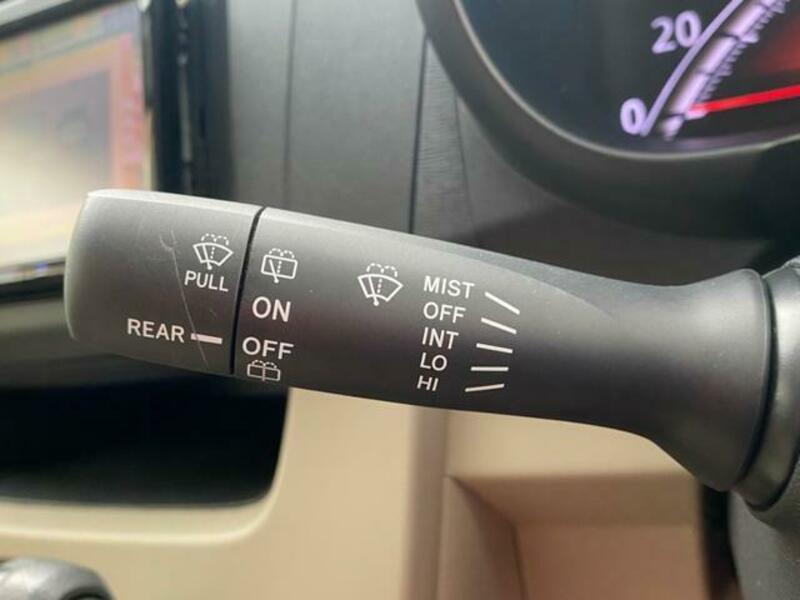 20
0
PULL
REAR
ON
OFF
MIST
OFF
INT
LO
HI